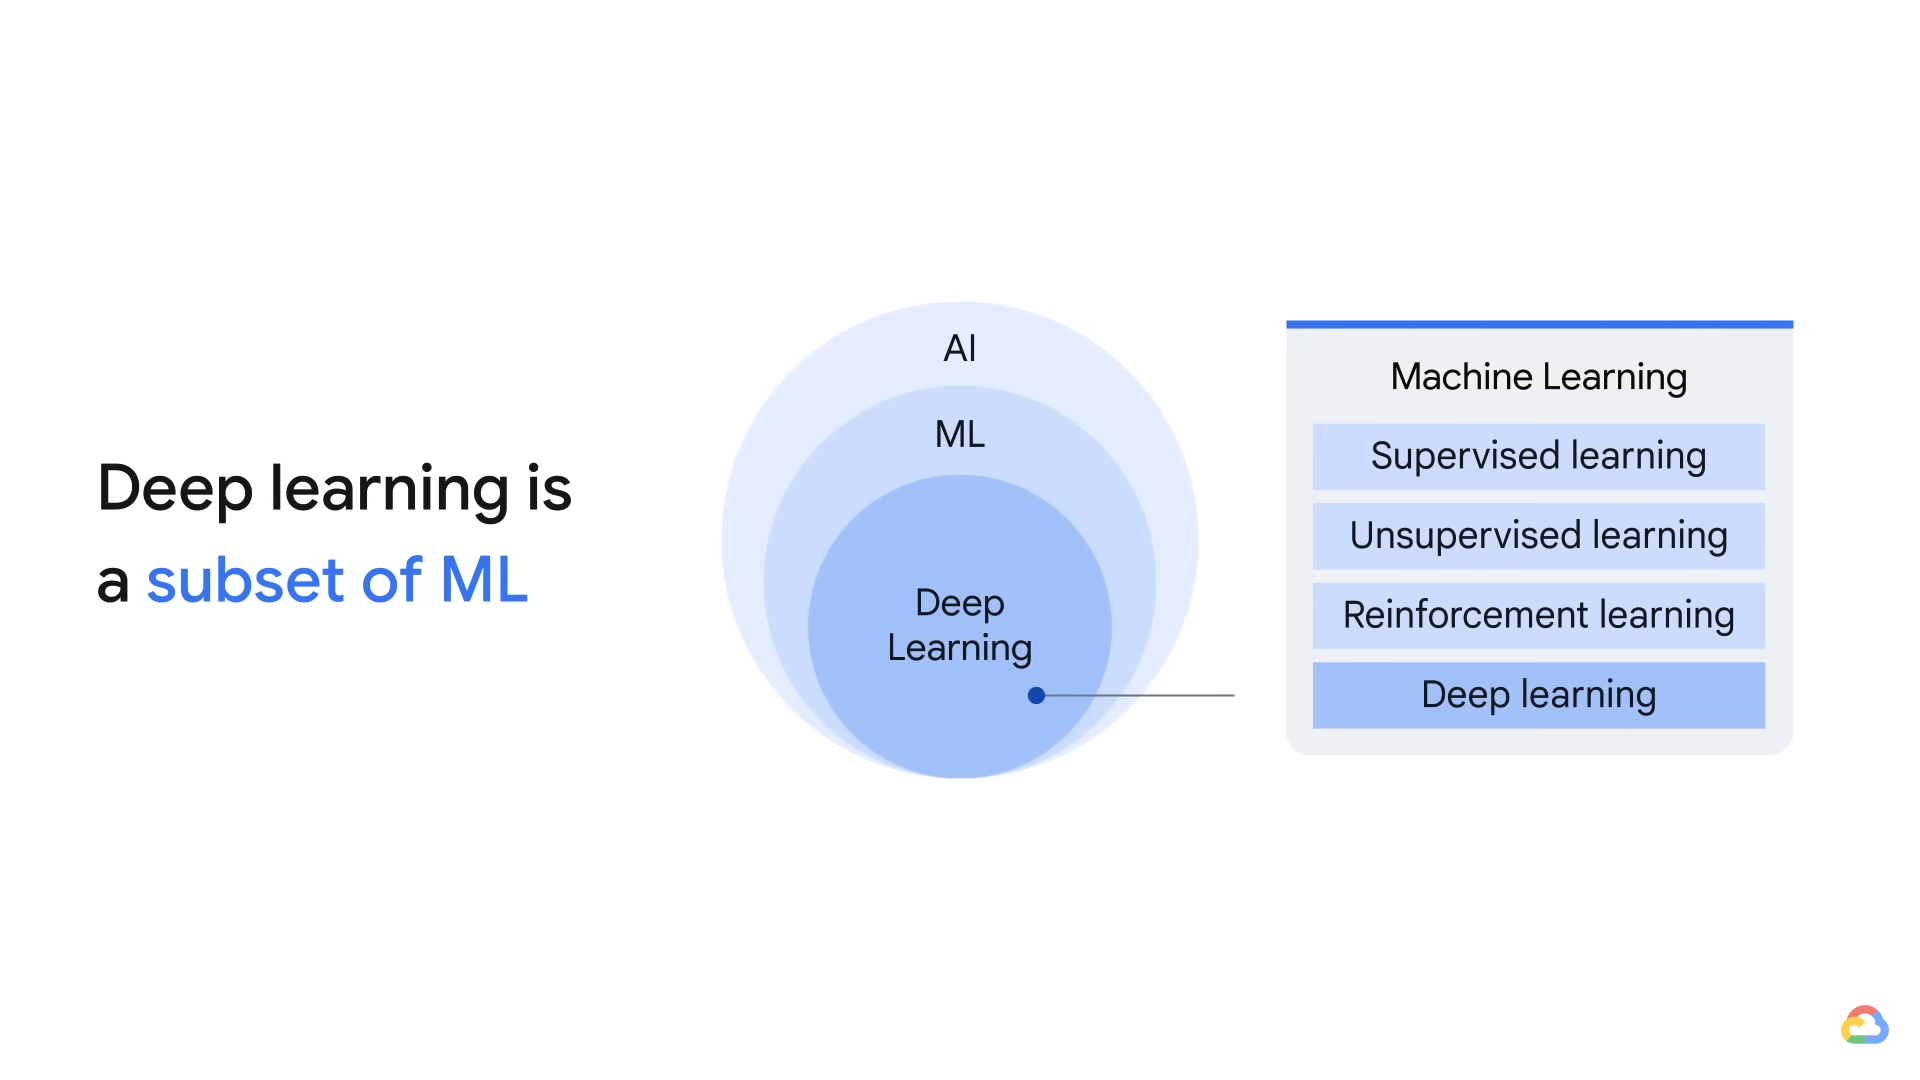 Deep learning is
a subset of ML
AI
ML
Deep
Learning
Machine Learning
Supervised learning
Unsupervised learning
Reinforcement learning
Deep learning